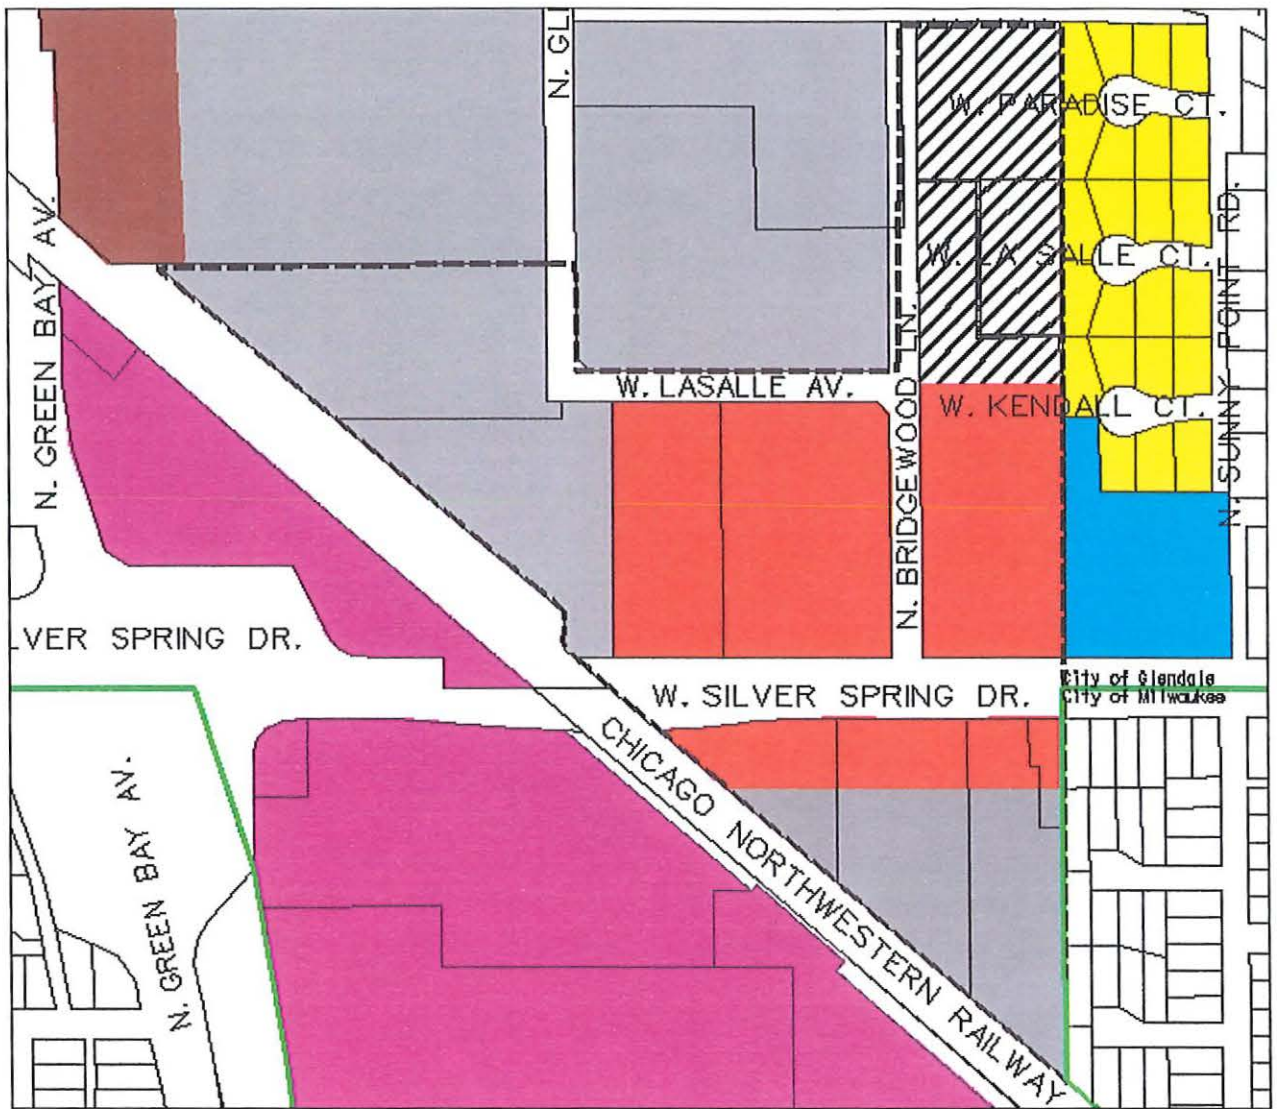 N. GL
W. PARADISE CT.
N. GREEN BAY AV.
W. LA SALLE CT.
N. SUNNY POINT RD.
W. LASALLE AV.
N. BRIDGEWOOD LN.
W. KENDALL CT.
LVER SPRING DR.
City of Glendale
W. SILVER SPRING DR.
City of Milwaukee
CHICAGO NORTHWESTERN RAILWAY
N. GREEN BAY AV.